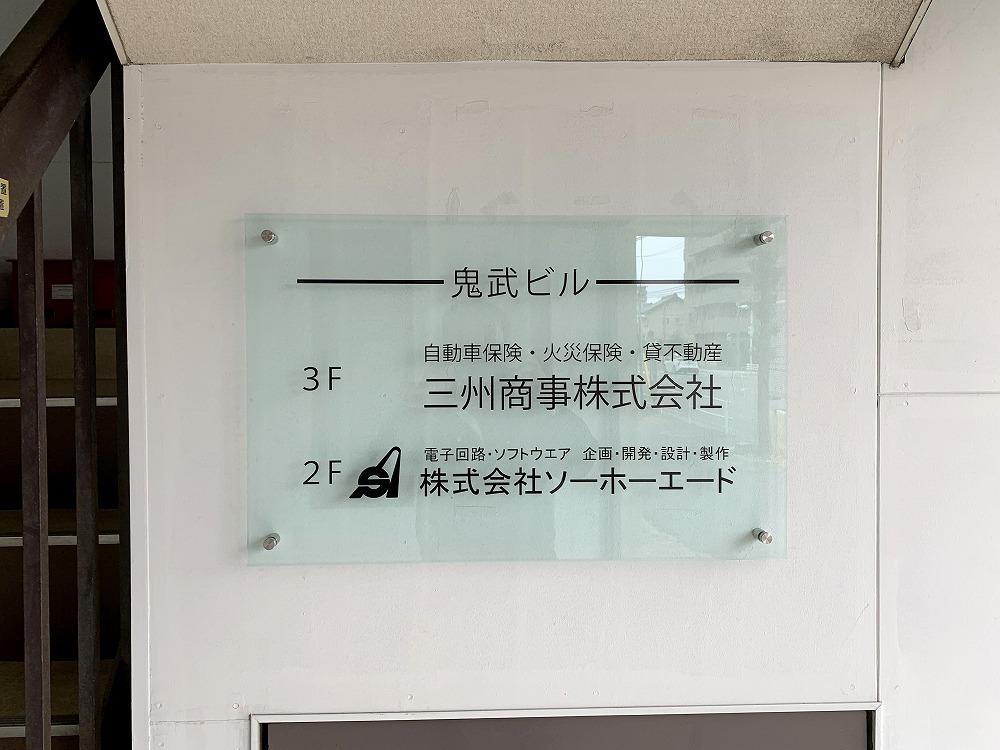 鬼武ビル
自動車保険・火災保険・貸不動産
3F 三州商事株式会社
電子回路・ソフトウエア 企画・開発・設計・製作
2F 株式会社ソーホーエード